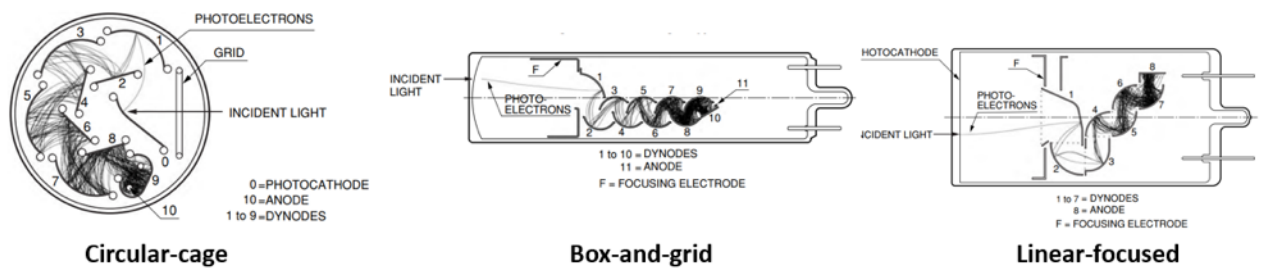 PHOTOELECTRONS
GRID
INCIDENT LIGHT
3
1
2
5
4
6
8
0
7
9
10
0 =PHOTOCATHODE
10 =ANODE
1 to 9 =DYNODES
Circular-cage
F
INCIDENT
LIGHT
PHOTO-
ELECTRONS
1
3
5
7
9
11
2
4
6
8
10
1 to 10 = DYNODES
11 = ANODE
F = FOCUSING ELECTRODE
Box-and-grid
HOTOCATHODE
F
PHOTO-
ELECTRONS
NCIDENT LIGHT
1
2
3
4
5
6
7
8
1 to 7 = DYNODES
8 = ANODE
F = FOCUSING ELECTRODE
Linear-focused